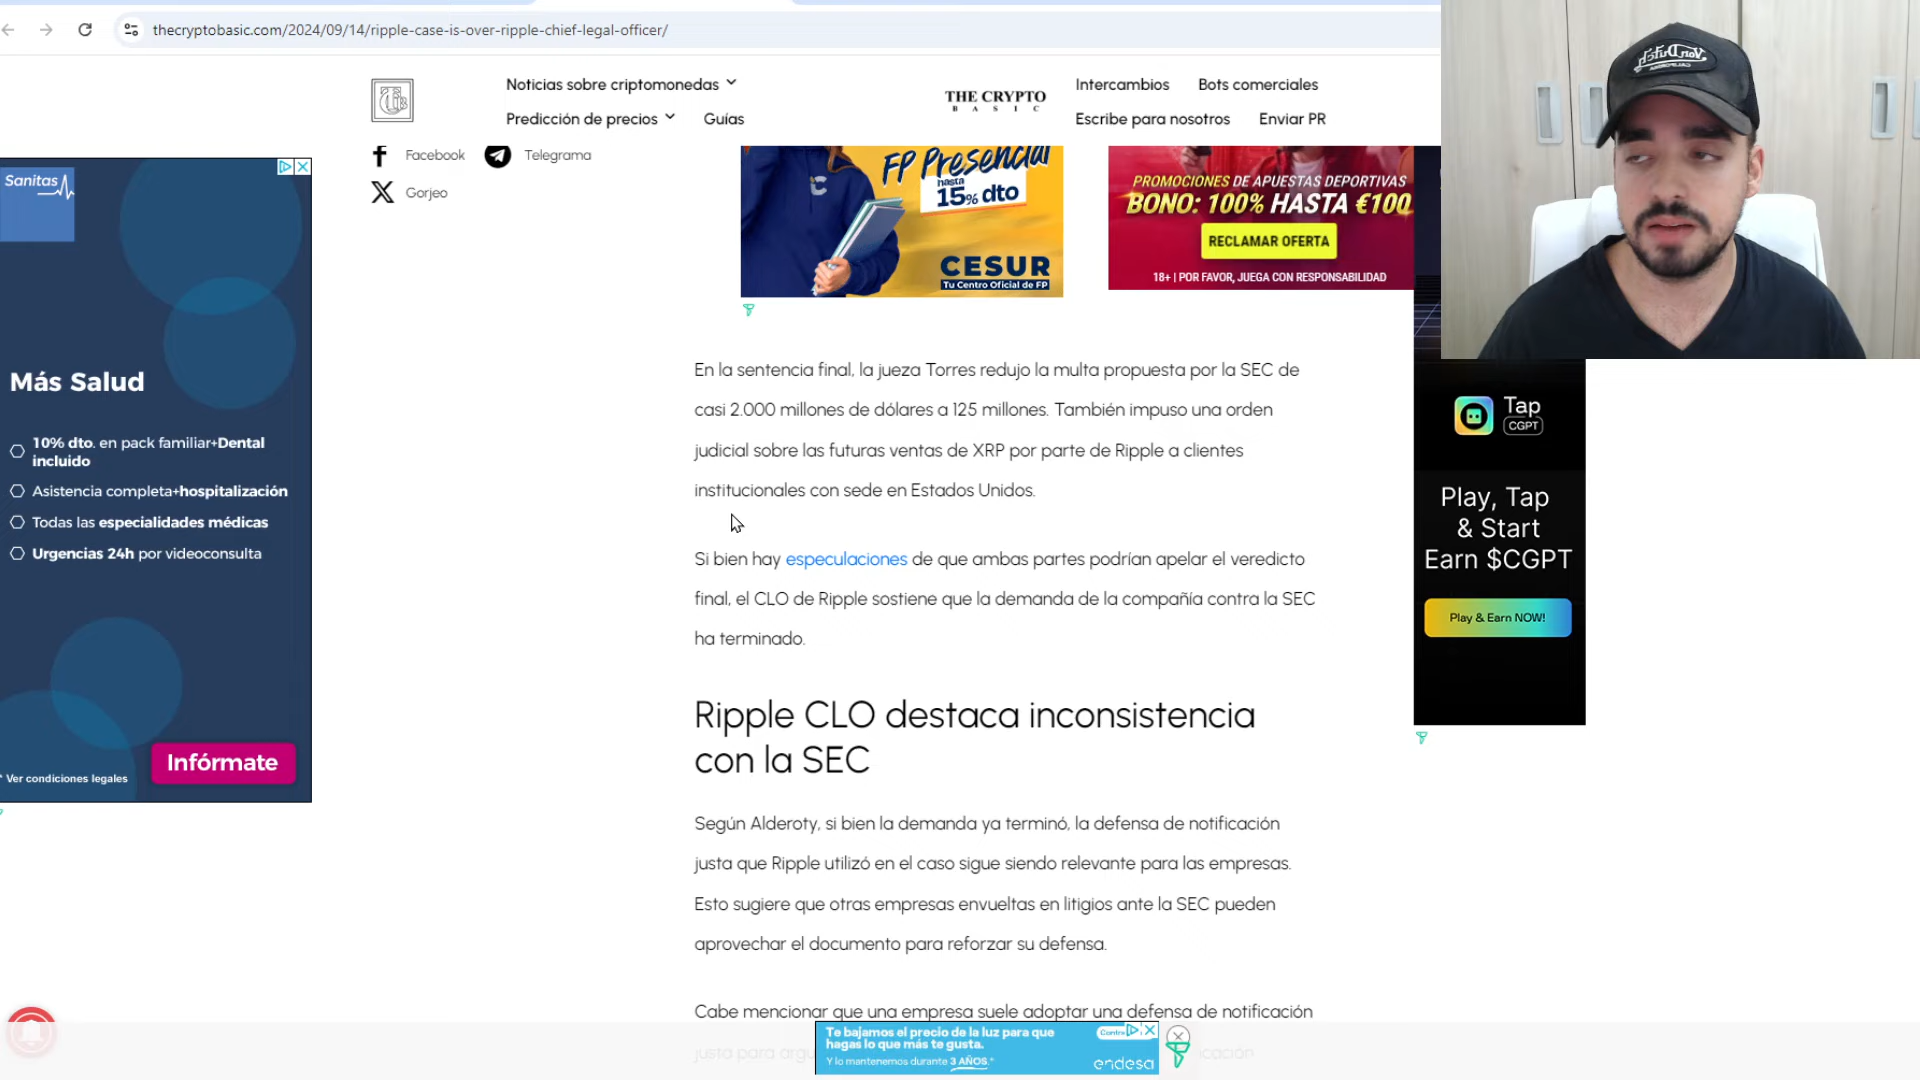 thecryptobasic.com/2024/09/14/ripple-case-is-over-ripple-chief-legal-officer/
Noticias sobre criptomonedas
Predicción de precios
Guías
THE CRYPTO
BASIC
Intercambios
Bots comerciales
Escribe para nosotros
Enviar PR
Facebook
Telegrama
Gorjeo
Sanitas
Más Salud
10% dto. en pack familiar+Dental
incluido
Asistencia completa+hospitalización
Todas las especialidades médicas
Urgencias 24h por videoconsulta
Infórmate
* Ver condiciones legales
FP Presencial
hasta
15% dto
CESUR
Tu Centro Oficial de FP
PROMOCIONES DE APUESTAS DEPORTIVAS
BONO: 100% HASTA €100
RECLAMAR OFERTA
18+ | POR FAVOR, JUEGA CON RESPONSABILIDAD
En la sentencia final, la jueza Torres redujo la multa propuesta por la SEC de
casi 2.000 millones de dólares a 125 millones. También impuso una orden
judicial sobre las futuras ventas de XRP por parte de Ripple a clientes
institucionales con sede en Estados Unidos.
Si bien hay especulaciones de que ambas partes podrían apelar el veredicto
final, el CLO de Ripple sostiene que la demanda de la compañía contra la SEC
ha terminado.
Ripple CLO destaca inconsistencia
con la SEC
Según Alderoty, si bien la demanda ya terminó, la defensa de notificación
justa que Ripple utilizó en el caso sigue siendo relevante para las empresas.
Esto sugiere que otras empresas envueltas en litigios ante la SEC pueden
aprovechar el documento para reforzar su defensa.
Cabe mencionar que una empresa suele adoptar una defensa de notificación
justa para
Tap
CGPT
Play, Tap
& Start
Earn $CGPT
Play & Earn NOW!
Te bajamos el precio de la luz para que
hagas lo que más te gusta.
Y lo mantenemos durante 3 AÑOS.*
endesa